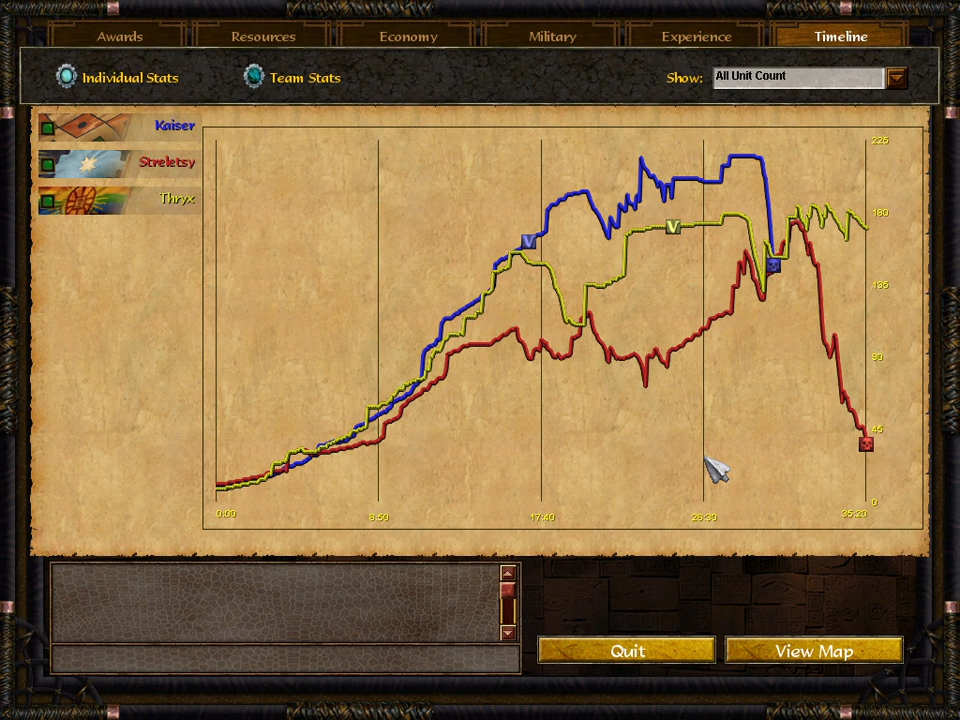 Awards Resources Economy Military Experience Timeline
Individual Stats Team Stats Show: All Unit Count
Kaiser
Streletsy
Thryx
225
180
135
90
45
0
V
V
0:00 8:50 17:40 26:30 35:20
Quit View Map